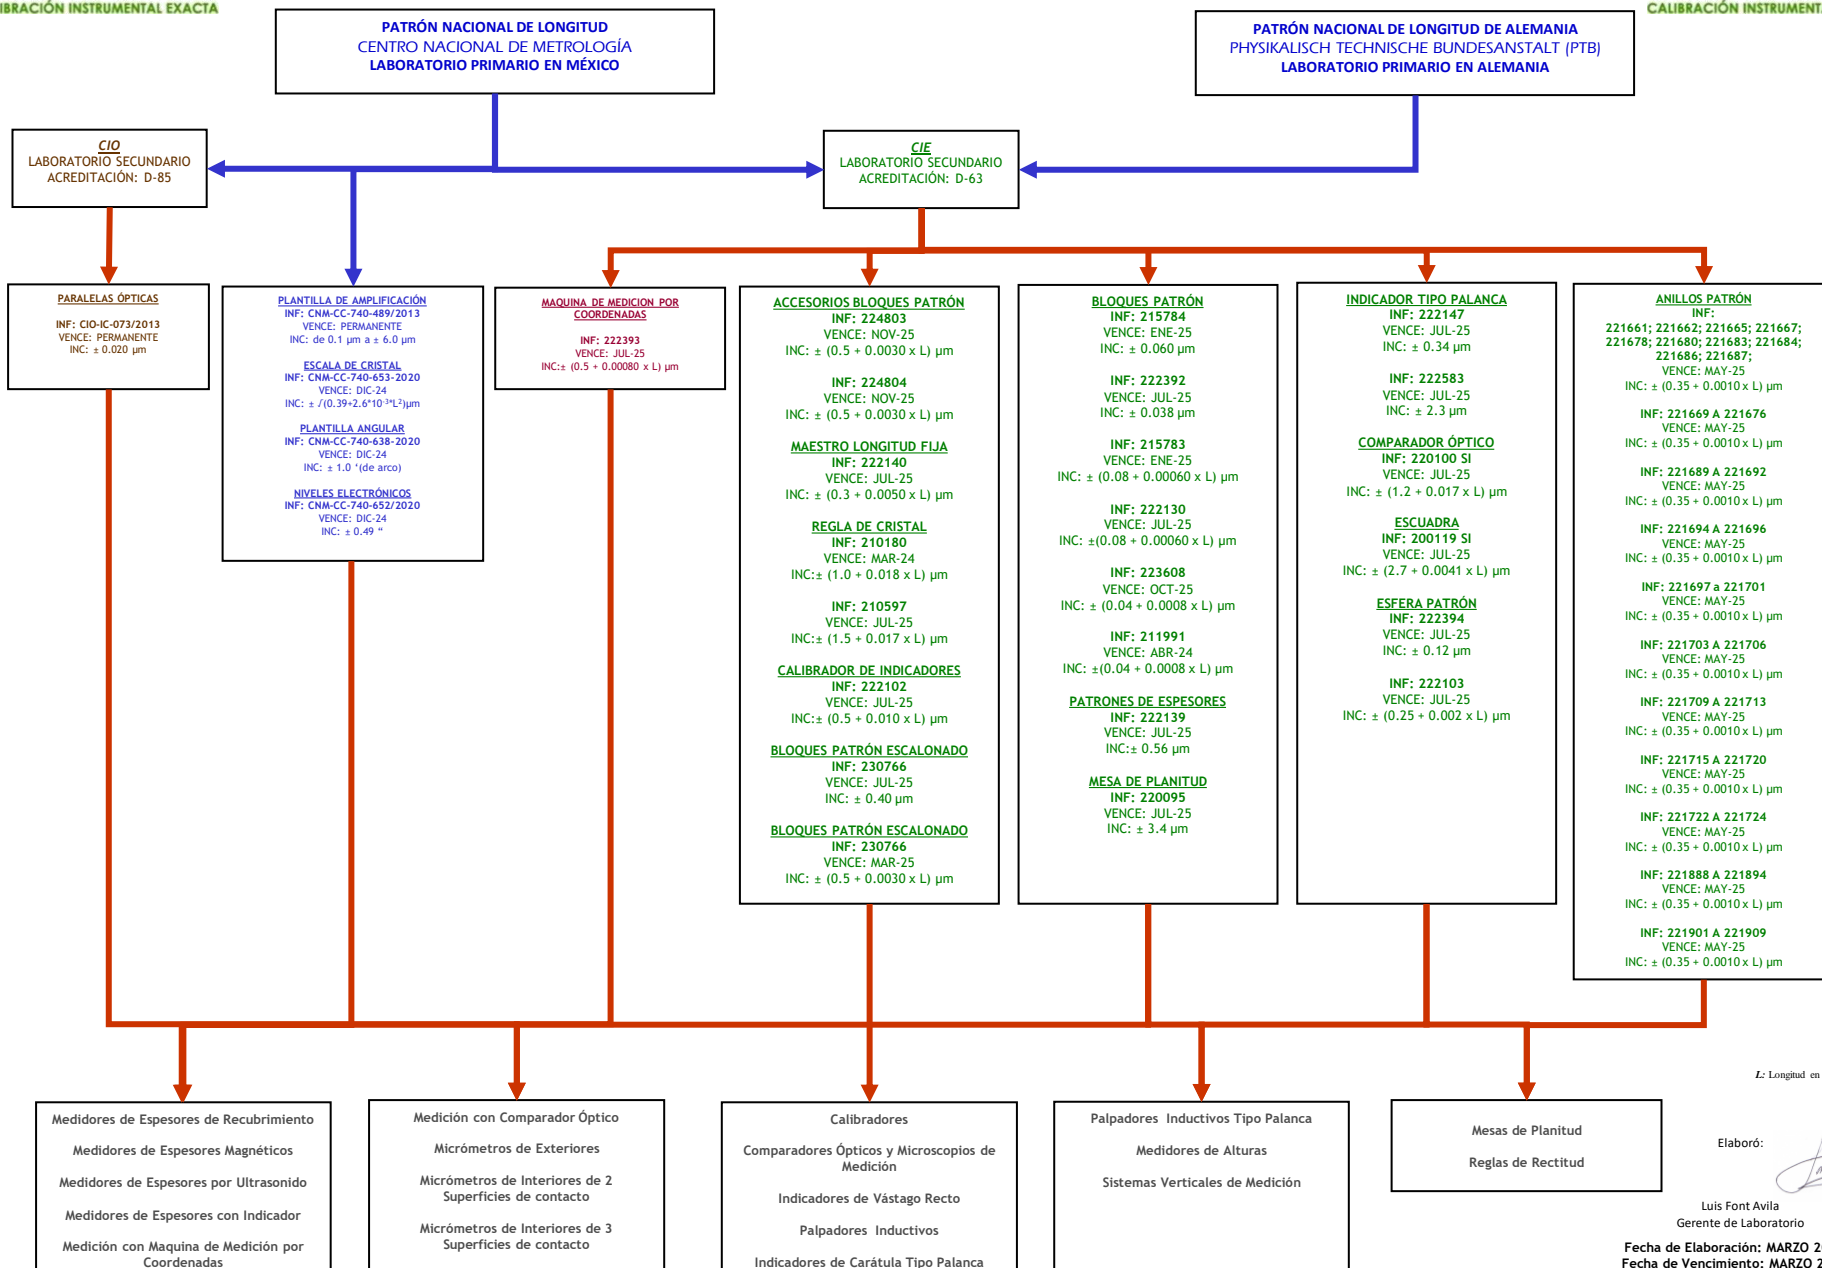 IBRACIÓN INSTRUMENTAL EXACTA
CALIBRACIÓN INSTRUMENT
PATRÓN NACIONAL DE LONGITUD
CENTRO NACIONAL DE METROLOGÍA
LABORATORIO PRIMARIO EN MÉXICO
PATRÓN NACIONAL DE LONGITUD DE ALEMANIA
PHYSIKALISCH TECHNISCHE BUNDESANSTALT (PTB)
LABORATORIO PRIMARIO EN ALEMANIA
CIO
LABORATORIO SECUNDARIO
ACREDITACIÓN: D-85
CIE
LABORATORIO SECUNDARIO
ACREDITACIÓN: D-63
PARALELAS ÓPTICAS
INF: CIO-IC-073/2013
VENCE: PERMANENTE
INC: ± 0.020 µm
PLANTILLA DE AMPLIFICACIÓN
INF: CNM-CC-740-489/2013
VENCE: PERMANENTE
INC: de 0.1 µm a ± 6.0 µm
ESCALA DE CRISTAL
INF: CNM-CC-740-653-2020
VENCE: DIC-24
INC: ± √(0.39+2.6*10⁻³*L²)µm
PLANTILLA ANGULAR
INF: CNM-CC-740-638-2020
VENCE: DIC-24
INC: ± 1.0 ‘(de arco)
NIVELES ELECTRÓNICOS
INF: CNM-CC-740-652/2020
VENCE: DIC-24
INC: ± 0.49 “
MAQUINA DE MEDICION POR
COORDENADAS
INF: 222393
VENCE: JUL-25
INC:± (0.5 + 0.00080 x L) µm
ACCESORIOS BLOQUES PATRÓN
INF: 224803
VENCE: NOV-25
INC: ± (0.5 + 0.0030 x L) µm
INF: 224804
VENCE: NOV-25
INC: ± (0.5 + 0.0030 x L) µm
MAESTRO LONGITUD FIJA
INF: 222140
VENCE: JUL-25
INC: ± (0.3 + 0.0050 x L) µm
REGLA DE CRISTAL
INF: 210180
VENCE: MAR-24
INC:± (1.0 + 0.018 x L) µm
INF: 210597
VENCE: JUL-25
INC:± (1.5 + 0.017 x L) µm
CALIBRADOR DE INDICADORES
INF: 222102
VENCE: JUL-25
INC:± (0.5 + 0.010 x L) µm
BLOQUES PATRÓN ESCALONADO
INF: 230766
VENCE: JUL-25
INC: ± 0.40 µm
BLOQUES PATRÓN ESCALONADO
INF: 230766
VENCE: MAR-25
INC: ± (0.5 + 0.0030 x L) µm
BLOQUES PATRÓN
INF: 215784
VENCE: ENE-25
INC: ± 0.060 µm
INF: 222392
VENCE: JUL-25
INC: ± 0.038 µm
INF: 215783
VENCE: ENE-25
INC: ± (0.08 + 0.00060 x L) µm
INF: 222130
VENCE: JUL-25
INC: ±(0.08 + 0.00060 x L) µm
INF: 223608
VENCE: OCT-25
INC: ± (0.04 + 0.0008 x L) µm
INF: 211991
VENCE: ABR-24
INC: ±(0.04 + 0.0008 x L) µm
PATRONES DE ESPESORES
INF: 222139
VENCE: JUL-25
INC:± 0.56 µm
MESA DE PLANITUD
INF: 220095
VENCE: JUL-25
INC: ± 3.4 µm
INDICADOR TIPO PALANCA
INF: 222147
VENCE: JUL-25
INC: ± 0.34 µm
INF: 222583
VENCE: JUL-25
INC: ± 2.3 µm
COMPARADOR ÓPTICO
INF: 220100 SI
VENCE: JUL-25
INC: ± (1.2 + 0.017 x L) µm
ESCUADRA
INF: 200119 SI
VENCE: JUL-25
INC: ± (2.7 + 0.0041 x L) µm
ESFERA PATRÓN
INF: 222394
VENCE: JUL-25
INC: ± 0.12 µm
INF: 222103
VENCE: JUL-25
INC: ± (0.25 + 0.002 x L) µm
ANILLOS PATRÓN
INF:
221661; 221662; 221665; 221667;
221678; 221680; 221683; 221684;
221686; 221687;
VENCE: MAY-25
INC: ± (0.35 + 0.0010 x L) µm
INF: 221669 A 221676
VENCE: MAY-25
INC: ± (0.35 + 0.0010 x L) µm
INF: 221689 A 221692
VENCE: MAY-25
INC: ± (0.35 + 0.0010 x L) µm
INF: 221694 A 221696
VENCE: MAY-25
INC: ± (0.35 + 0.0010 x L) µm
INF: 221697 a 221701
VENCE: MAY-25
INC: ± (0.35 + 0.0010 x L) µm
INF: 221703 A 221706
VENCE: MAY-25
INC: ± (0.35 + 0.0010 x L) µm
INF: 221709 A 221713
VENCE: MAY-25
INC: ± (0.35 + 0.0010 x L) µm
INF: 221715 A 221720
VENCE: MAY-25
INC: ± (0.35 + 0.0010 x L) µm
INF: 221722 A 221724
VENCE: MAY-25
INC: ± (0.35 + 0.0010 x L) µm
INF: 221888 A 221894
VENCE: MAY-25
INC: ± (0.35 + 0.0010 x L) µm
INF: 221901 A 221909
VENCE: MAY-25
INC: ± (0.35 + 0.0010 x L) µm
L: Longitud en
Medidores de Espesores de Recubrimiento
Medidores de Espesores Magnéticos
Medidores de Espesores por Ultrasonido
Medidores de Espesores con Indicador
Medición con Maquina de Medición por
Coordenadas
Medición con Comparador Óptico
Micrómetros de Exteriores
Micrómetros de Interiores de 2
Superficies de contacto
Micrómetros de Interiores de 3
Superficies de contacto
Calibradores
Comparadores Ópticos y Microscopios de
Medición
Indicadores de Vástago Recto
Palpadores Inductivos
Indicadores de Carátula Tipo Palanca
Palpadores Inductivos Tipo Palanca
Medidores de Alturas
Sistemas Verticales de Medición
Mesas de Planitud
Reglas de Rectitud
Elaboró:
Luis Font Avila
Gerente de Laboratorio
Fecha de Elaboración: MARZO 2
Fecha de Vencimiento: MARZO 2